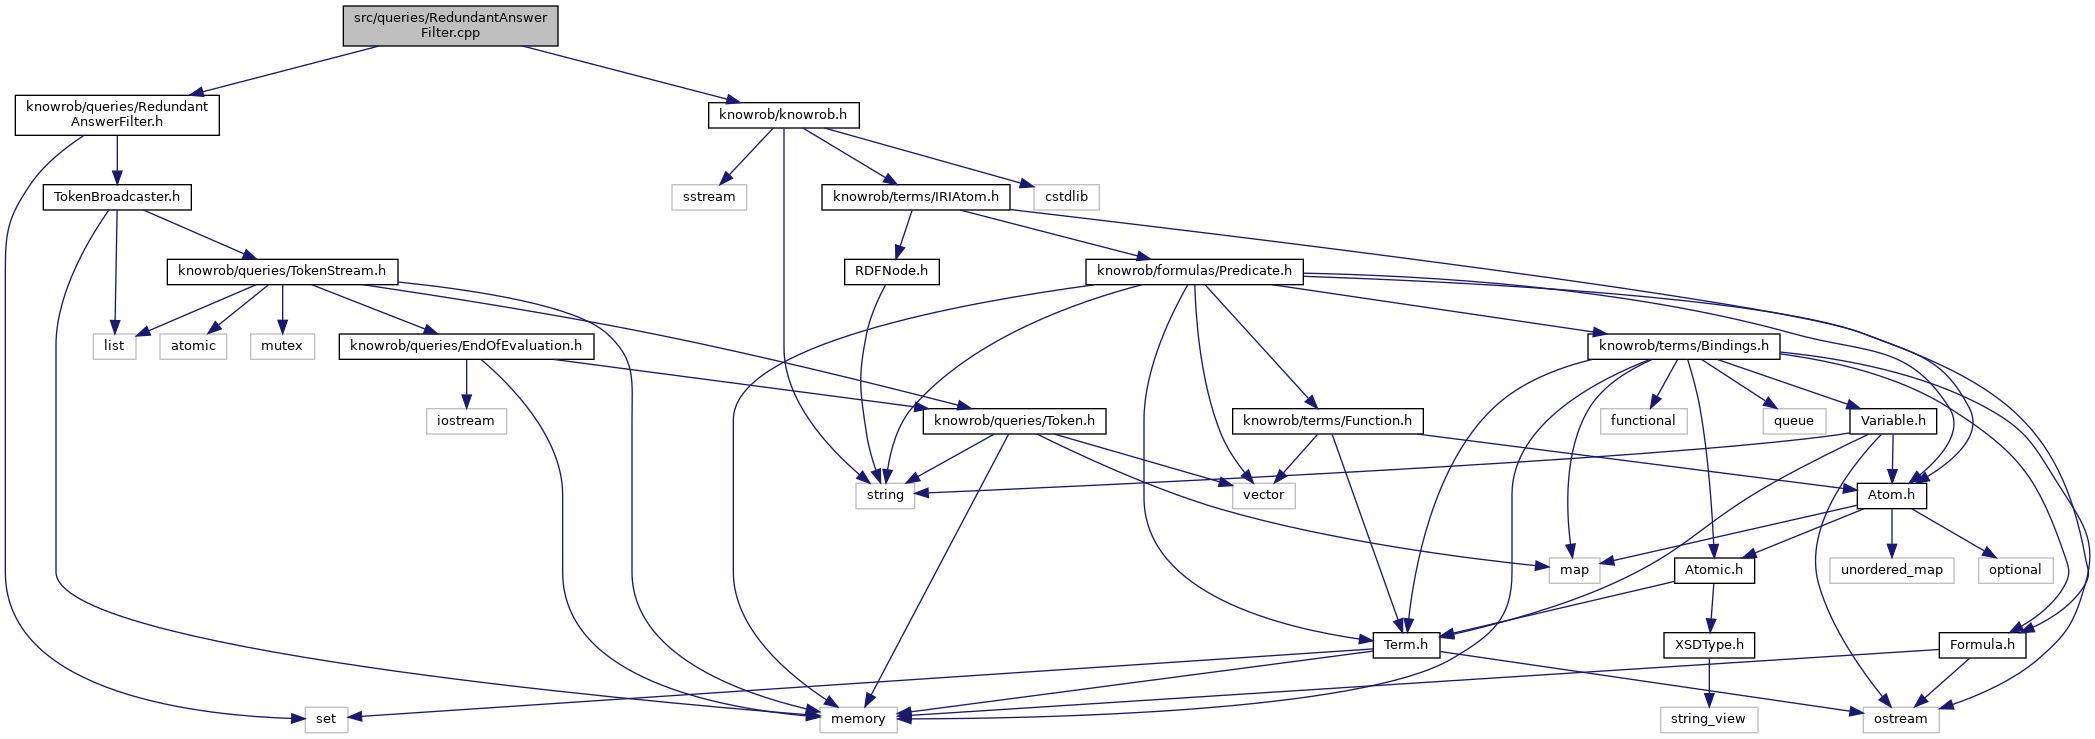 src/queries/RedundantAnswer
Filter.cpp
knowrob/queries/Redundant
AnswerFilter.h
knowrob/knowrob.h
TokenBroadcaster.h
sstream
knowrob/terms/IRIAtom.h
cstdlib
knowrob/queries/TokenStream.h
RDFNode.h
knowrob/formulas/Predicate.h
list
atomic
mutex
knowrob/queries/EndOfEvaluation.h
knowrob/terms/Bindings.h
iostream
knowrob/queries/Token.h
knowrob/terms/Function.h
functional
queue
Variable.h
string
vector
Atom.h
map
Atomic.h
unordered_map
optional
Term.h
XSDType.h
Formula.h
set
memory
string_view
ostream